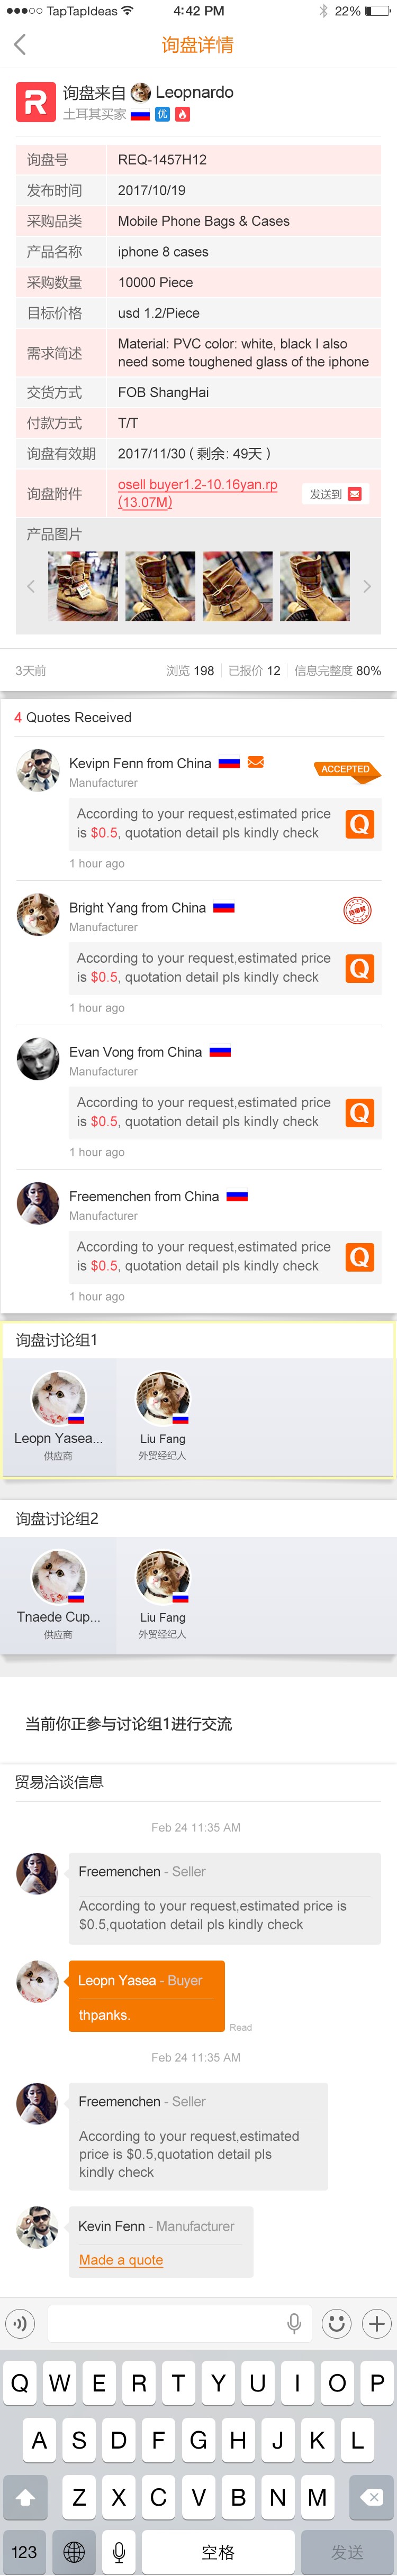 TapTapIdeas 4:42 PM 22%
询盘详情
R 询盘来自 Leopnardo
土耳其买家 优
询盘号 REQ-1457H12
发布时间 2017/10/19
采购品类 Mobile Phone Bags & Cases
产品名称 iphone 8 cases
采购数量 10000 Piece
目标价格 usd 1.2/Piece
需求简述 Material: PVC color: white, black I also
need some toughened glass of the iphone
交货方式 FOB ShangHai
付款方式 T/T
询盘有效期 2017/11/30 ( 剩余: 49天 )
询盘附件 osell buyer1.2-10.16yan.rp
(13.07M) 发送到
产品图片
3天前 浏览 198 已报价 12 信息完整度 80%
4 Quotes Received
Kevipn Fenn from China ACCEPTED
Manufacturer
According to your request,estimated price
is $0.5, quotation detail pls kindly check
Q
1 hour ago
Bright Yang from China
Manufacturer
According to your request,estimated price
is $0.5, quotation detail pls kindly check
Q
1 hour ago
Evan Vong from China
Manufacturer
According to your request,estimated price
is $0.5, quotation detail pls kindly check
Q
1 hour ago
Freemenchen from China
Manufacturer
According to your request,estimated price
is $0.5, quotation detail pls kindly check
Q
1 hour ago
询盘讨论组1
Leopn Yasea... Liu Fang
供应商 外贸经纪人
询盘讨论组2
Tnaede Cup... Liu Fang
供应商 外贸经纪人
当前你正参与讨论组1进行交流
贸易洽谈信息
Feb 24 11:35 AM
Freemenchen - Seller
According to your request,estimated price is
$0.5,quotation detail pls kindly check
Leopn Yasea - Buyer
thpanks.
Read
Feb 24 11:35 AM
Freemenchen - Seller
According to your request,estimated
price is $0.5,quotation detail pls
kindly check
Kevin Fenn - Manufacturer
Made a quote
Q W E R T Y U I O P
A S D F G H J K L
Z X C V B N M
123 空格 发送